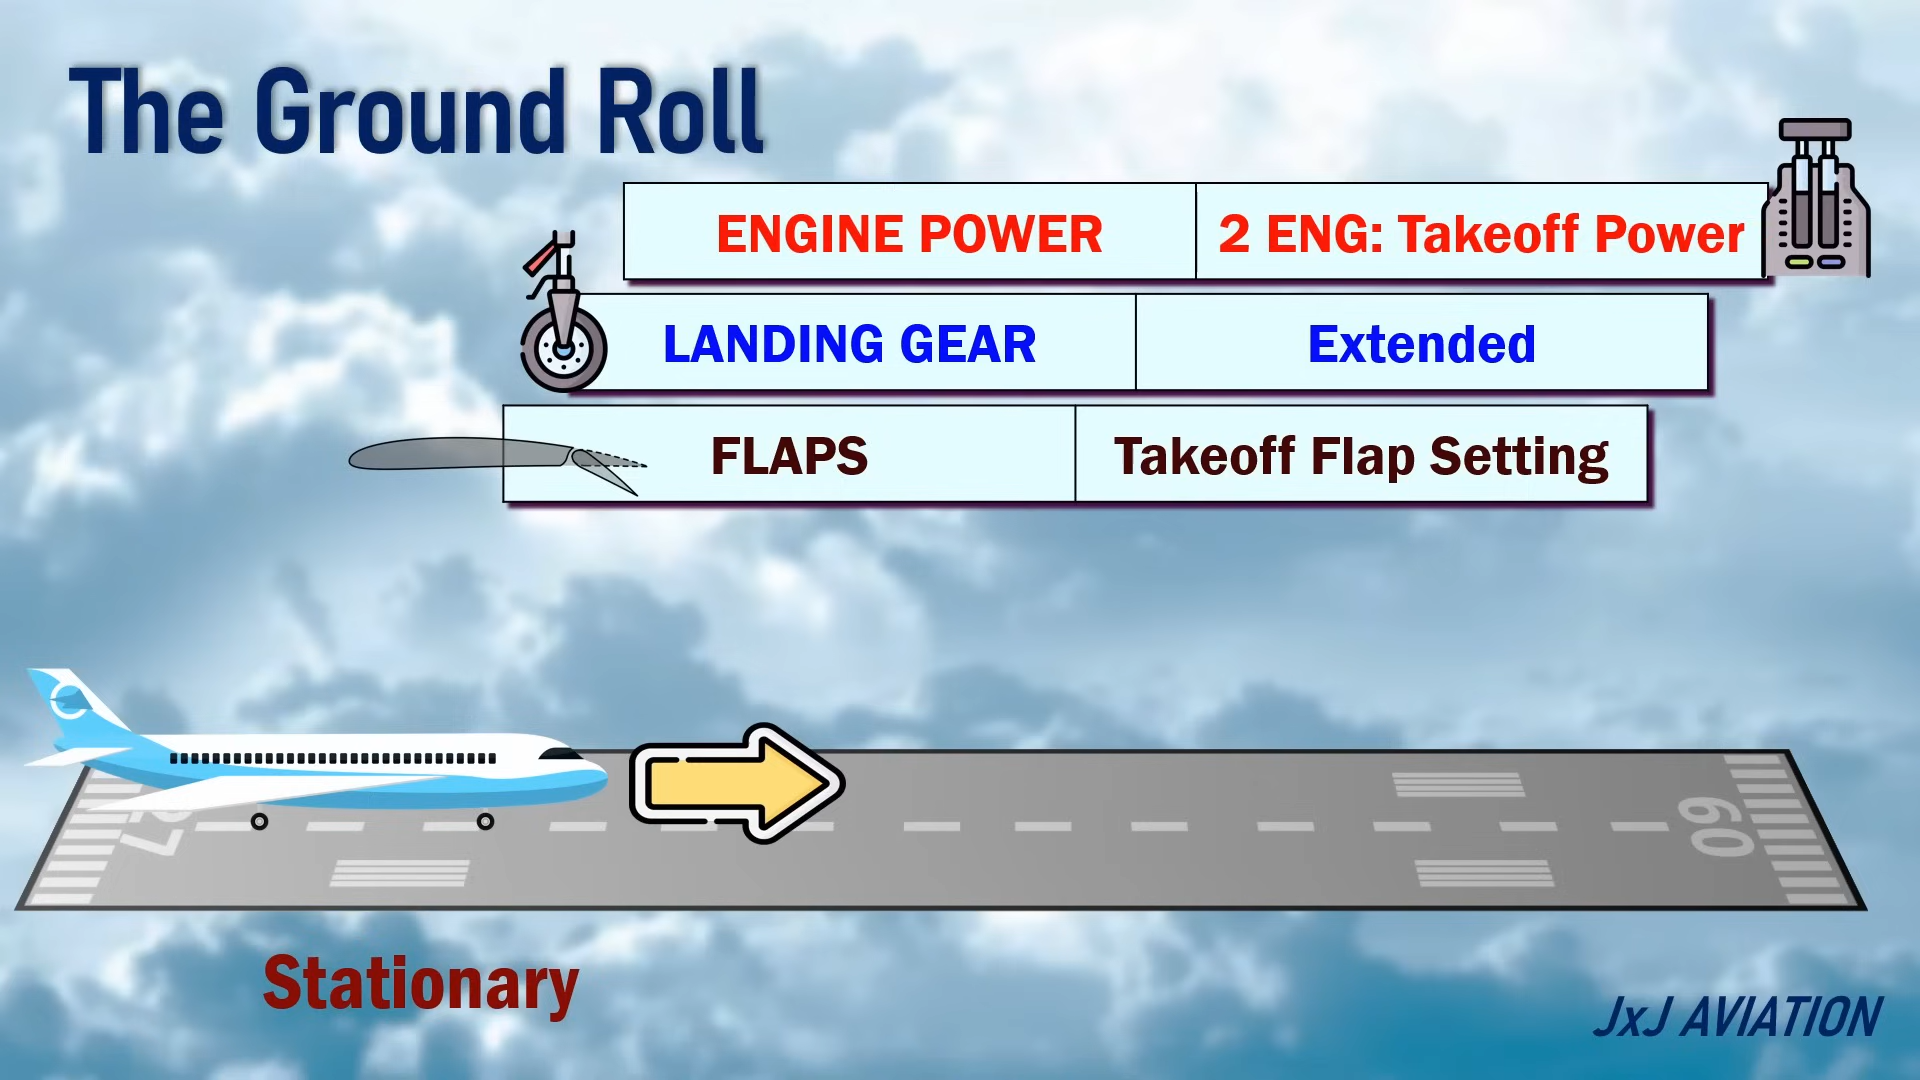 The Ground Roll
ENGINE POWER 2 ENG: Takeoff Power
LANDING GEAR Extended
FLAPS Takeoff Flap Setting
27
09
Stationary
JxJ AVIATION